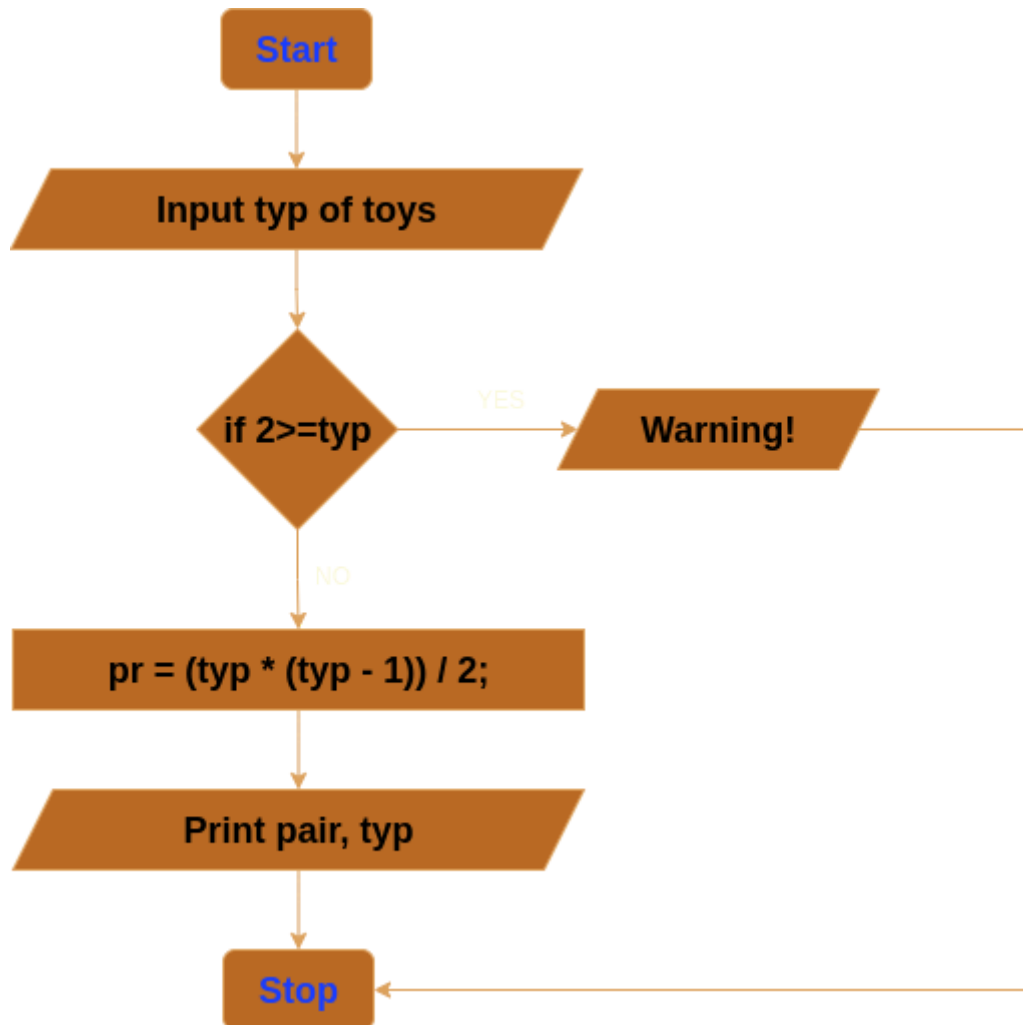 Start
Input typ of toys
if 2>=typ
YES
Warning!
NO
pr = (typ * (typ - 1)) / 2;
Print pair, typ
Stop